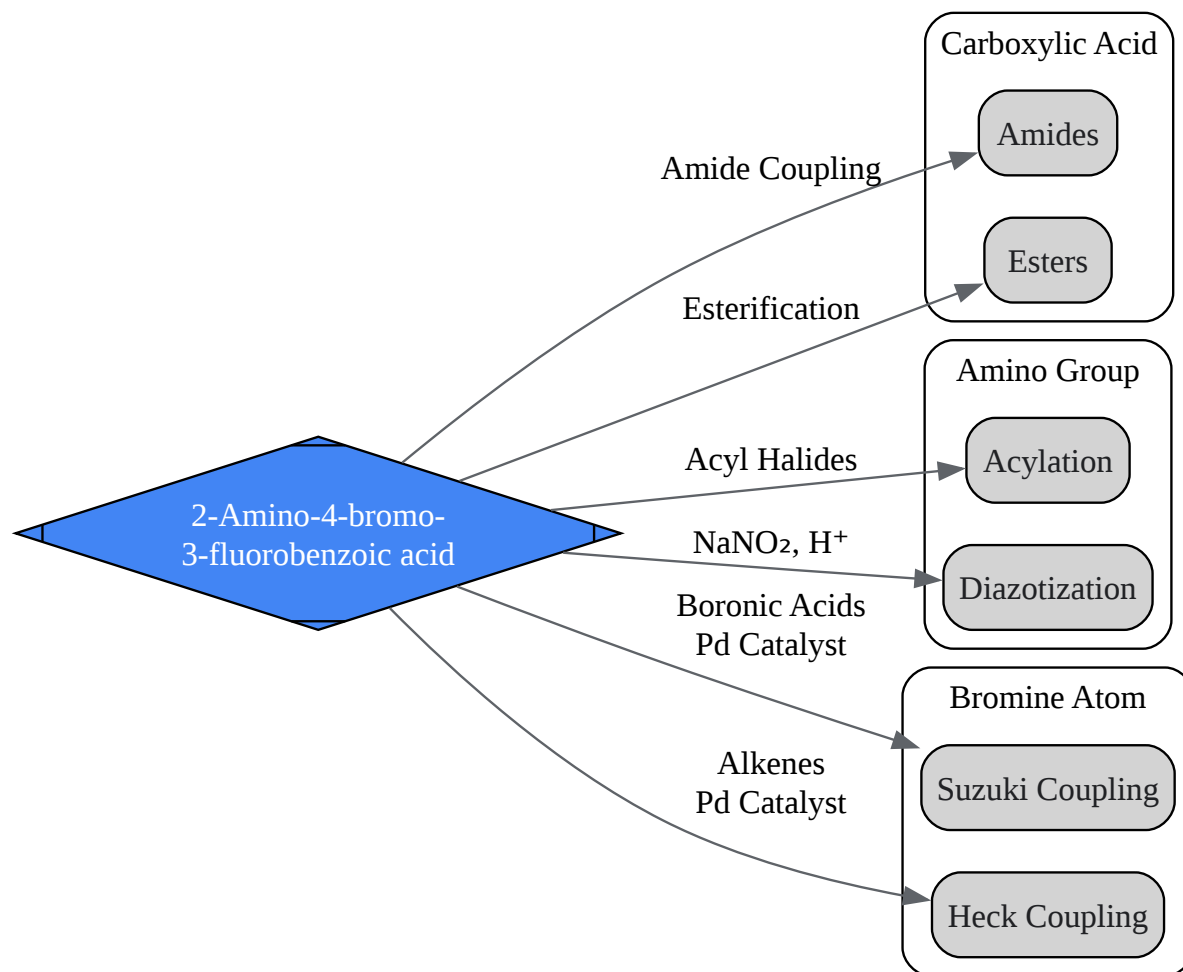 Carboxylic Acid
Amides
Amide Coupling
Esters
Esterification
Amino Group
Acyl Halides
Acylation
2-Amino-4-bromo-
3-fluorobenzoic acid
NaNO₂, H⁺
Diazotization
Boronic Acids
Pd Catalyst
Bromine Atom
Alkenes
Pd Catalyst
Suzuki Coupling
Heck Coupling